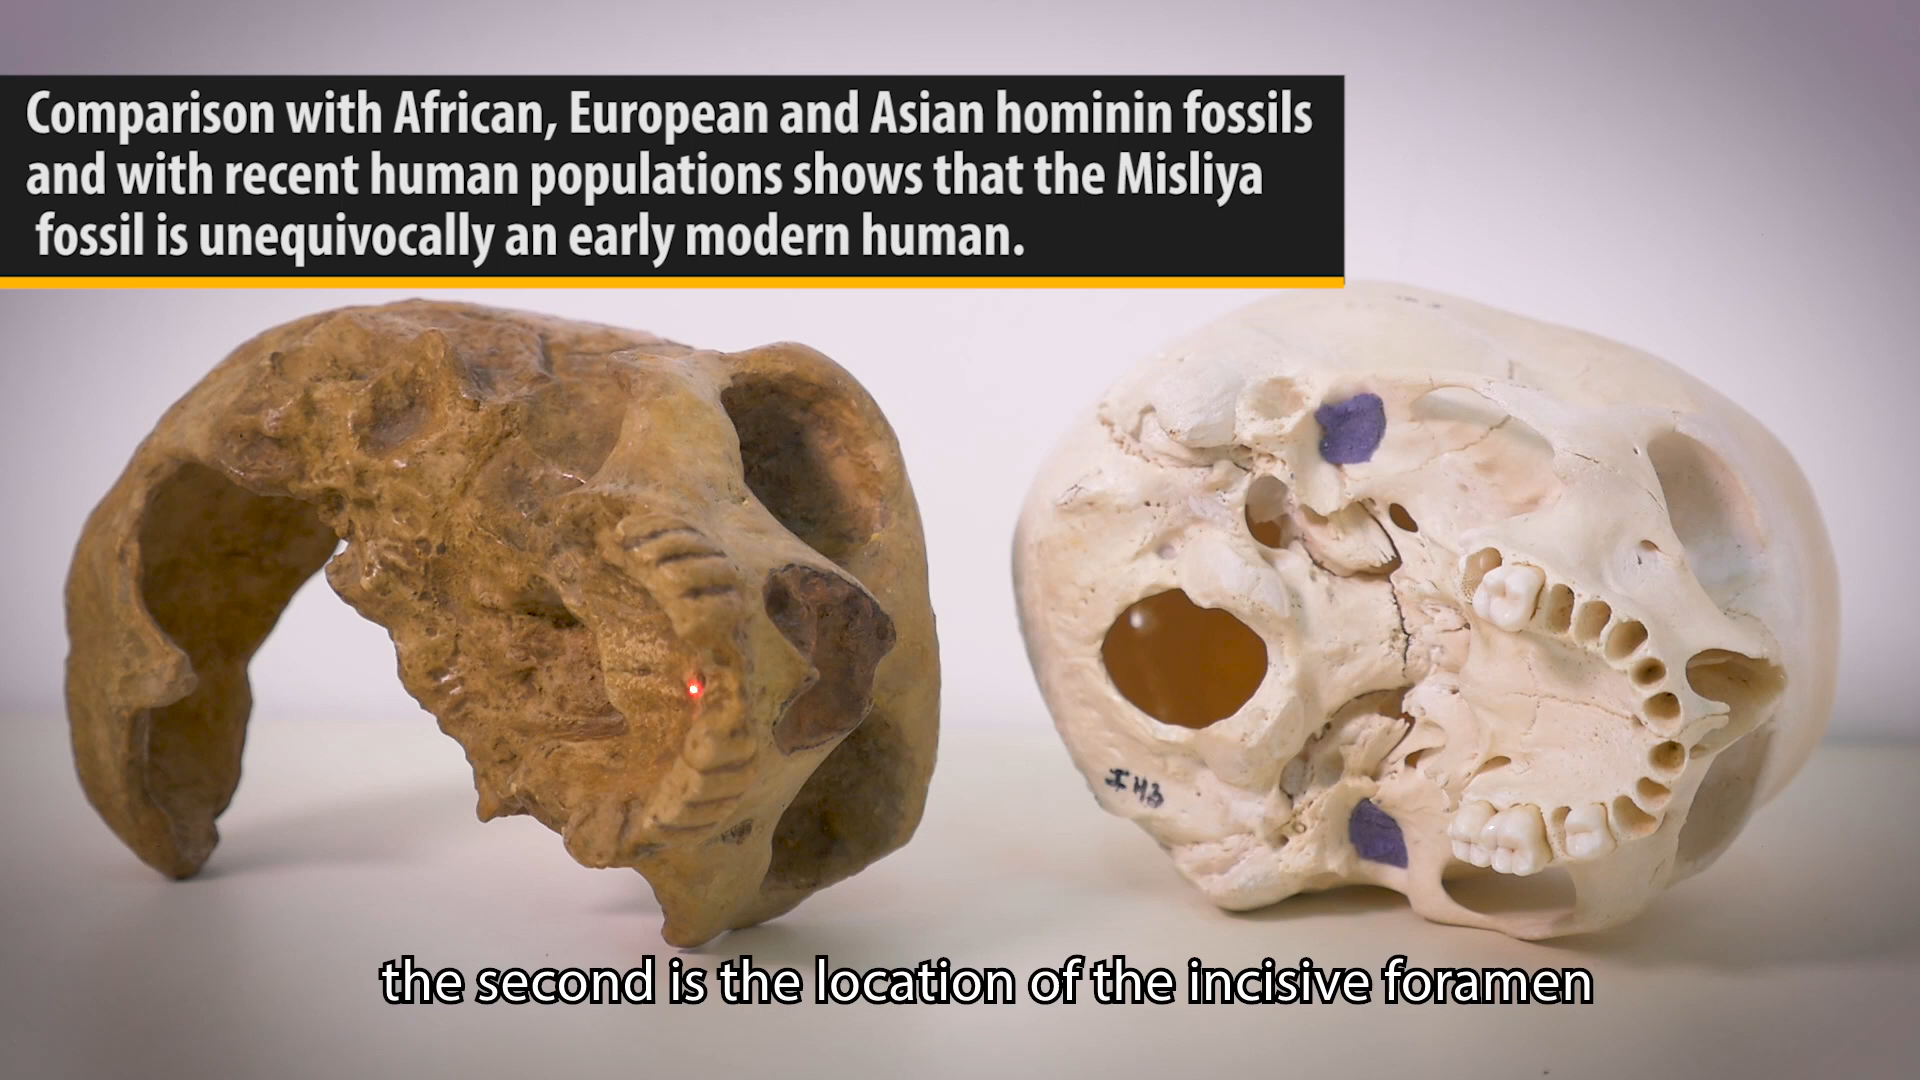 Comparison with African, European and Asian hominin fossils
and with recent human populations shows that the Misliya
fossil is unequivocally an early modern human.
the second is the location of the incisive foramen